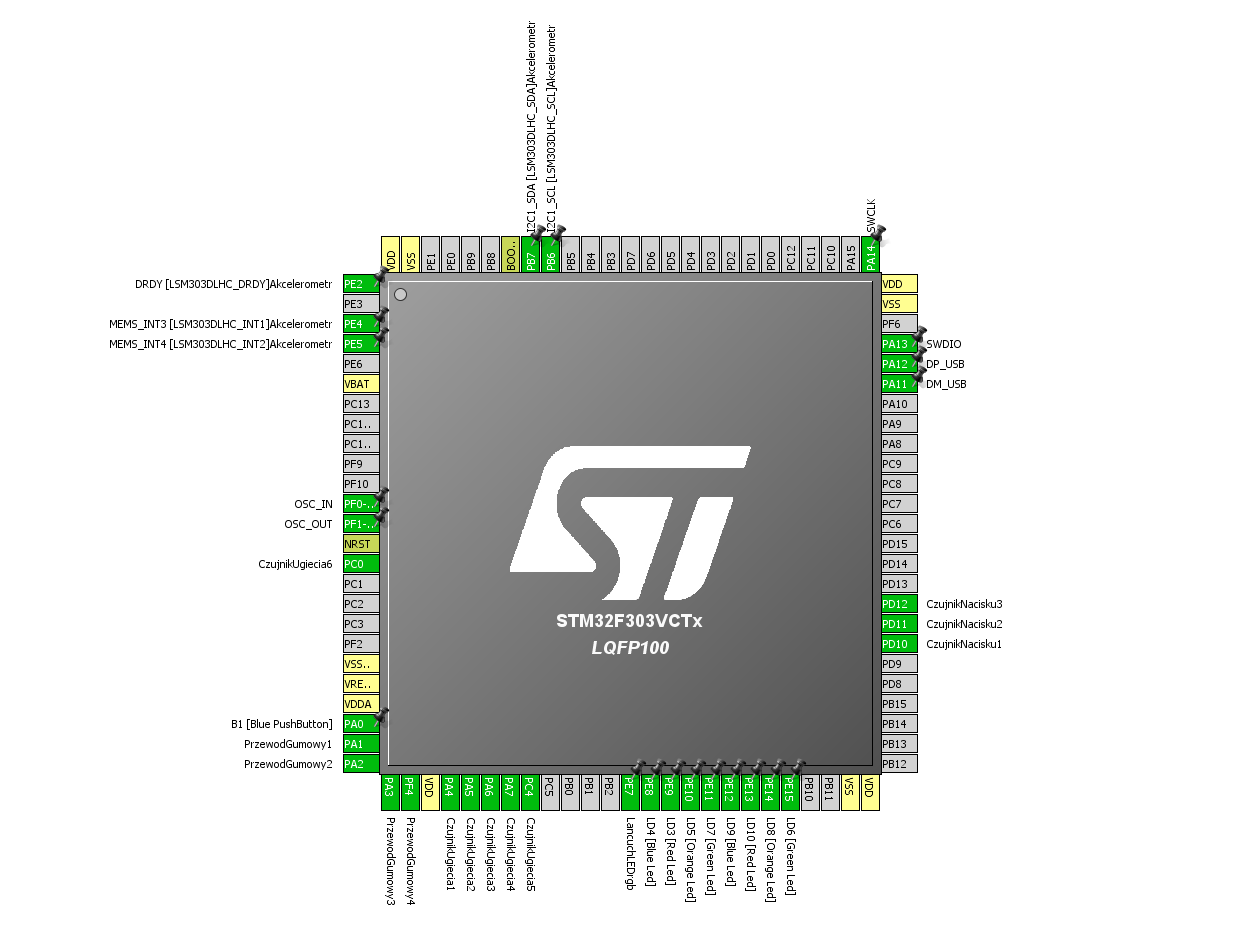 I2C1_SDA [LSM303DLHC_SDA]Akcelerometr
I2C1_SCL [LSM303DLHC_SCL]Akcelerometr
SWCLK
VDD
VSS
PE1
PE0
PB9
PB8
BOO..
PB7
PB6
PB5
PB4
PB3
PD7
PD6
PD5
PD4
PD3
PD2
PD1
PD0
PC12
PC11
PC10
PA15
PA14
DRDY [LSM303DLHC_DRDY]Akcelerometr PE2
PE3
MEMS_INT3 [LSM303DLHC_INT1]Akcelerometr PE4
MEMS_INT4 [LSM303DLHC_INT2]Akcelerometr PE5
PE6
VBAT
PC13
PC1..
PC1..
PF9
PF10
OSC_IN PF0-..
OSC_OUT PF1-..
NRST
CzujnikUgiecia6 PC0
PC1
PC2
PC3
PF2
VSS..
VRE..
VDDA
B1 [Blue PushButton] PA0
PrzewodGumowy1 PA1
PrzewodGumowy2 PA2
ST
STM32F303VCTx
LQFP100
VDD
VSS
PF6
PA13 SWDIO
PA12 DP_USB
PA11 DM_USB
PA10
PA9
PA8
PC9
PC8
PC7
PC6
PD15
PD14
PD13
PD12 CzujnikNacisku3
PD11 CzujnikNacisku2
PD10 CzujnikNacisku1
PD9
PD8
PB15
PB14
PB13
PB12
PA3
PF4
VDD
PA4
PA5
PA6
PA7
PC4
PC5
PB0
PB1
PB2
PE7
PE8
PE9
PE10
PE11
PE12
PE13
PE14
PE15
PB10
PB11
VSS
VDD
PrzewodGumowy3
PrzewodGumowy4
CzujnikUgiecia1
CzujnikUgiecia2
CzujnikUgiecia3
CzujnikUgiecia4
CzujnikUgiecia5
LancuchLEDrgb
LD4 [Blue Led]
LD3 [Red Led]
LD5 [Orange Led]
LD7 [Green Led]
LD9 [Blue Led]
LD10 [Red Led]
LD8 [Orange Led]
LD6 [Green Led]